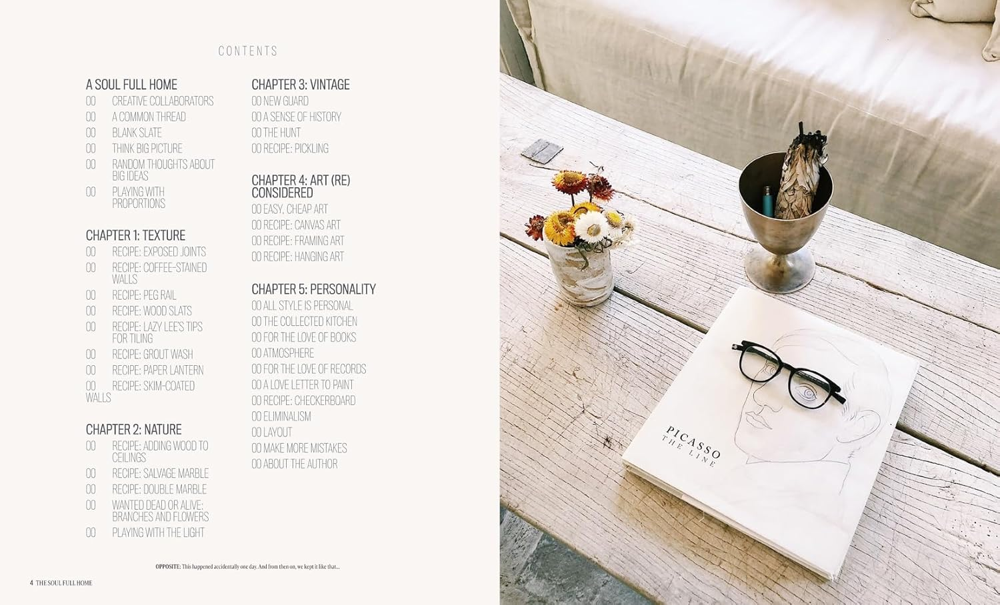 CONTENTS
A SOUL FULL HOME
00 CREATIVE COLLABORATORS
00 A COMMON THREAD
00 BLANK SLATE
00 THINK BIG PICTURE
00 RANDOM THOUGHTS ABOUT
BIG IDEAS
00 PLAYING WITH
PROPORTIONS
CHAPTER 1: TEXTURE
00 RECIPE: EXPOSED JOINTS
00 RECIPE: COFFEE-STAINED
WALLS
00 RECIPE: PEG RAIL
00 RECIPE: WOOD SLATS
00 RECIPE: LAZY LEE'S TIPS
FOR TILING
00 RECIPE: GROUT WASH
00 RECIPE: PAPER LANTERN
00 RECIPE: SKIM-COATED
WALLS
CHAPTER 2: NATURE
00 RECIPE: ADDING WOOD TO
CEILINGS
00 RECIPE: SALVAGE MARBLE
00 RECIPE: DOUBLE MARBLE
00 WANTED DEAD OR ALIVE:
BRANCHES AND FLOWERS
00 PLAYING WITH THE LIGHT
CHAPTER 3: VINTAGE
00 NEW GUARD
00 A SENSE OF HISTORY
00 THE HUNT
00 RECIPE: PICKLING
CHAPTER 4: ART (RE)
CONSIDERED
00 EASY, CHEAP ART
00 RECIPE: CANVAS ART
00 RECIPE: FRAMING ART
00 RECIPE: HANGING ART
CHAPTER 5: PERSONALITY
00 ALL STYLE IS PERSONAL
00 THE COLLECTED KITCHEN
00 FOR THE LOVE OF BOOKS
00 ATMOSPHERE
00 FOR THE LOVE OF RECORDS
00 A LOVE LETTER TO PAINT
00 RECIPE: CHECKERBOARD
00 ELIMINALISM
00 LAYOUT
00 MAKE MORE MISTAKES
00 ABOUT THE AUTHOR
OPPOSITE: This happened accidentally one day. And from then on, we kept it like that...
4 THE SOUL FULL HOME
PICASSO
THE LINE